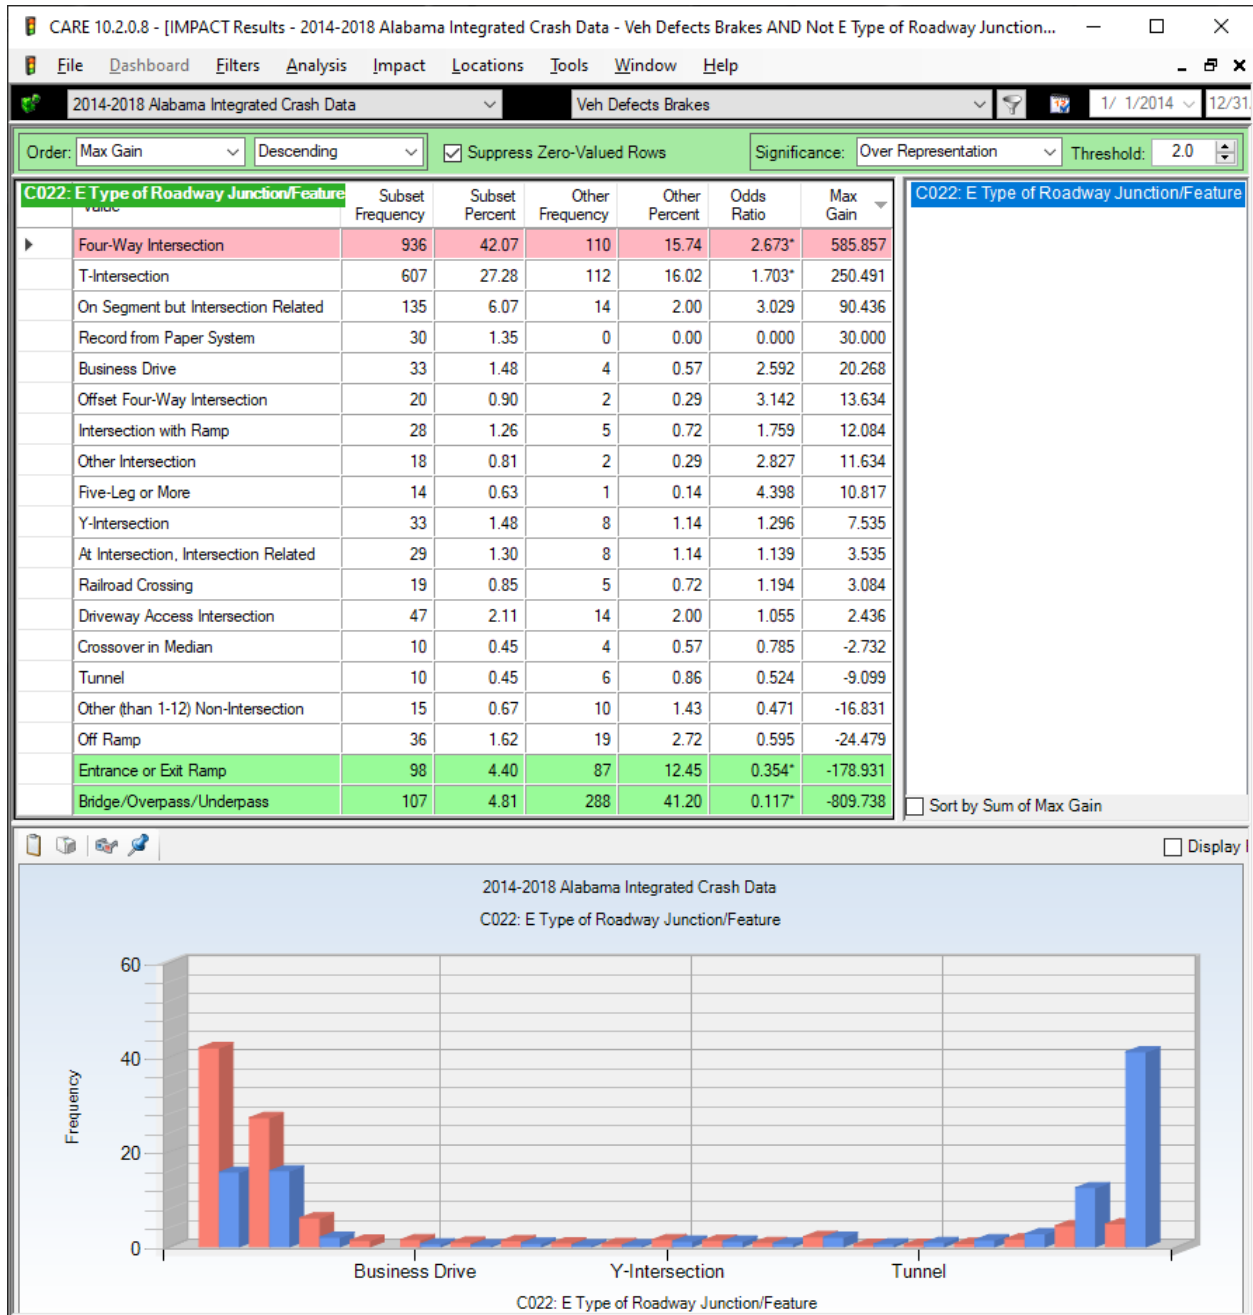 CARE 10.2.0.8 - [IMPACT Results - 2014-2018 Alabama Integrated Crash Data - Veh Defects Brakes AND Not E Type of Roadway Junction...
File Dashboard Filters Analysis Impact Locations Tools Window Help
2014-2018 Alabama Integrated Crash Data Veh Defects Brakes 1/ 1/2014 12/31
Order: Max Gain Descending Suppress Zero-Valued Rows Significance: Over Representation Threshold: 2.0
C022: E Type of Roadway Junction/Feature Subset Frequency Subset Percent Other Frequency Other Percent Odds Ratio Max Gain
C022: E Type of Roadway Junction/Feature
Four-Way Intersection 936 42.07 110 15.74 2.673* 585.857
T-Intersection 607 27.28 112 16.02 1.703* 250.491
On Segment but Intersection Related 135 6.07 14 2.00 3.029 90.436
Record from Paper System 30 1.35 0 0.00 0.000 30.000
Business Drive 33 1.48 4 0.57 2.592 20.268
Offset Four-Way Intersection 20 0.90 2 0.29 3.142 13.634
Intersection with Ramp 28 1.26 5 0.72 1.759 12.084
Other Intersection 18 0.81 2 0.29 2.827 11.634
Five-Leg or More 14 0.63 1 0.14 4.398 10.817
Y-Intersection 33 1.48 8 1.14 1.296 7.535
At Intersection, Intersection Related 29 1.30 8 1.14 1.139 3.535
Railroad Crossing 19 0.85 5 0.72 1.194 3.084
Driveway Access Intersection 47 2.11 14 2.00 1.055 2.436
Crossover in Median 10 0.45 4 0.57 0.785 -2.732
Tunnel 10 0.45 6 0.86 0.524 -9.099
Other (than 1-12) Non-Intersection 15 0.67 10 1.43 0.471 -16.831
Off Ramp 36 1.62 19 2.72 0.595 -24.479
Entrance or Exit Ramp 98 4.40 87 12.45 0.354* -178.931
Bridge/Overpass/Underpass 107 4.81 288 41.20 0.117* -809.738
Sort by Sum of Max Gain
Display
2014-2018 Alabama Integrated Crash Data
C022: E Type of Roadway Junction/Feature
Frequency
60
40
20
0
Business Drive Y-Intersection Tunnel
C022: E Type of Roadway Junction/Feature